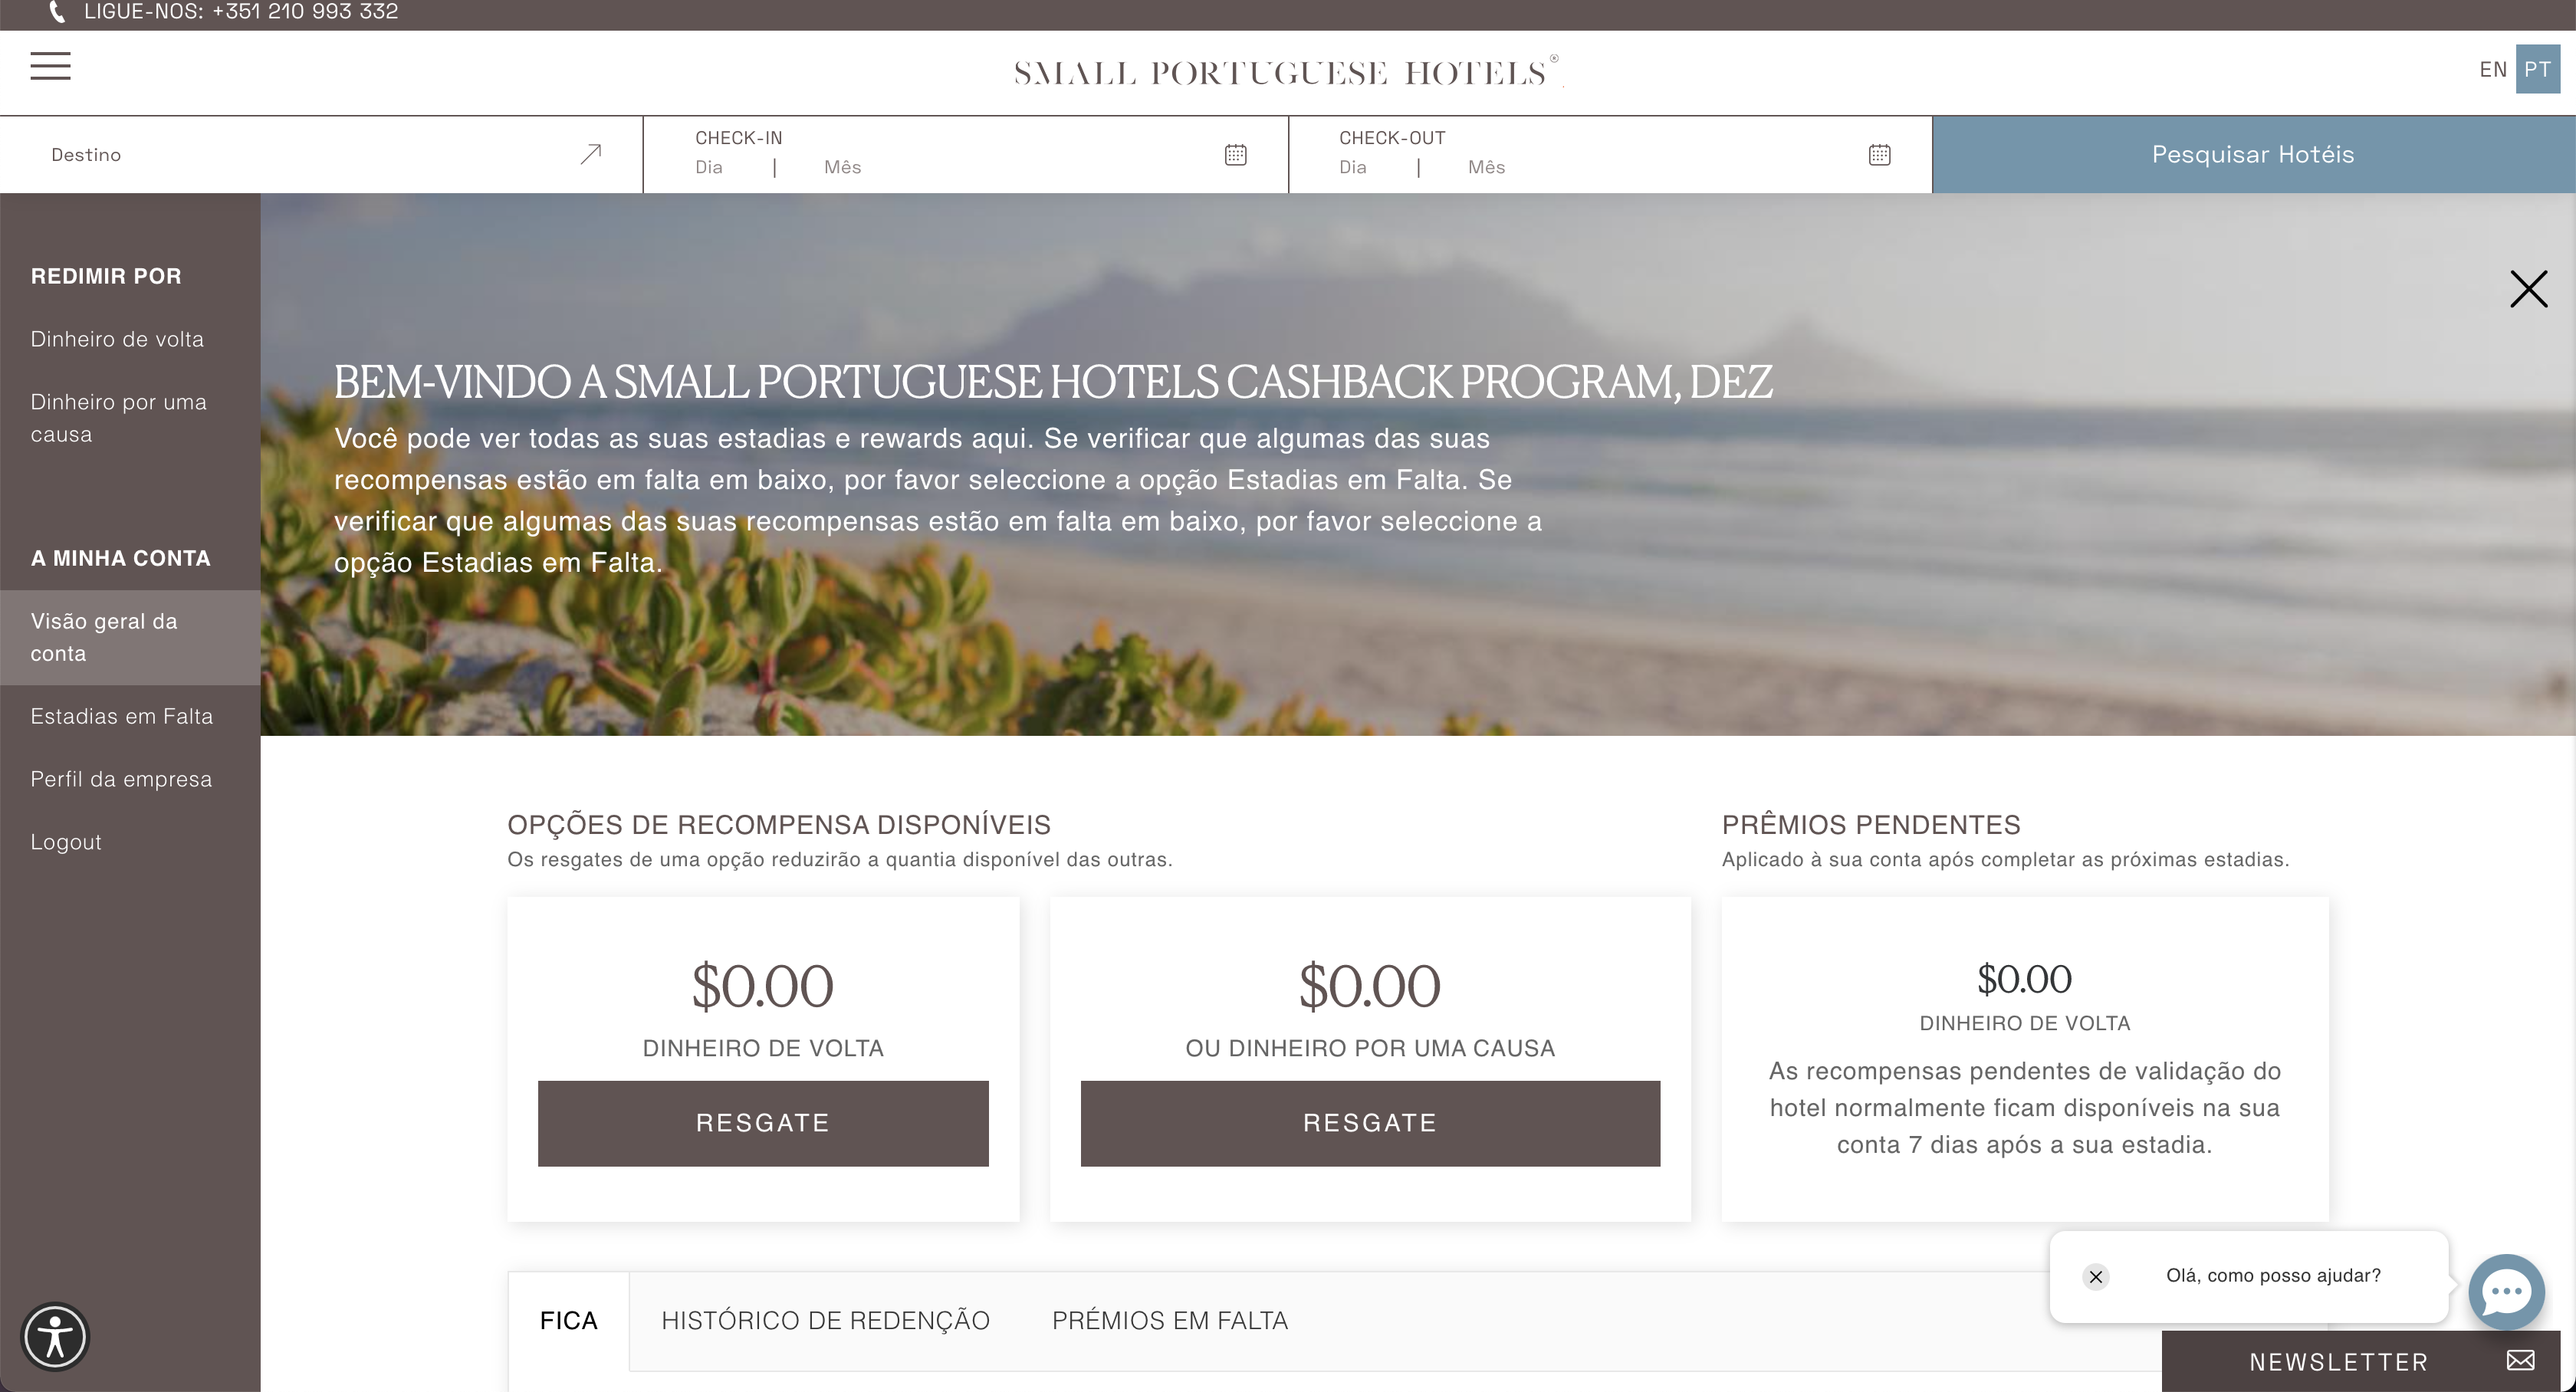 LIGUE-NOS: +351 210 993 332
SMALL PORTUGUESE HOTELS®
EN PT
Destino
CHECK-IN
Dia | Mês
CHECK-OUT
Dia | Mês
Pesquisar Hotéis
REDIMIR POR
Dinheiro de volta
Dinheiro por uma
causa
A MINHA CONTA
Visão geral da
conta
Estadias em Falta
Perfil da empresa
Logout
BEM-VINDO A SMALL PORTUGUESE HOTELS CASHBACK PROGRAM, DEZ
Você pode ver todas as suas estadias e rewards aqui. Se verificar que algumas das suas
recompensas estão em falta em baixo, por favor seleccione a opção Estadias em Falta. Se
verificar que algumas das suas recompensas estão em falta em baixo, por favor seleccione a
opção Estadias em Falta.
OPÇÕES DE RECOMPENSA DISPONÍVEIS
Os resgates de uma opção reduzirão a quantia disponível das outras.
$0.00
DINHEIRO DE VOLTA
RESGATE
$0.00
OU DINHEIRO POR UMA CAUSA
RESGATE
PRÊMIOS PENDENTES
Aplicado à sua conta após completar as próximas estadias.
$0.00
DINHEIRO DE VOLTA
As recompensas pendentes de validação do
hotel normalmente ficam disponíveis na sua
conta 7 dias após a sua estadia.
FICA
HISTÓRICO DE REDENÇÃO
PRÉMIOS EM FALTA
Olá, como posso ajudar?
NEWSLETTER